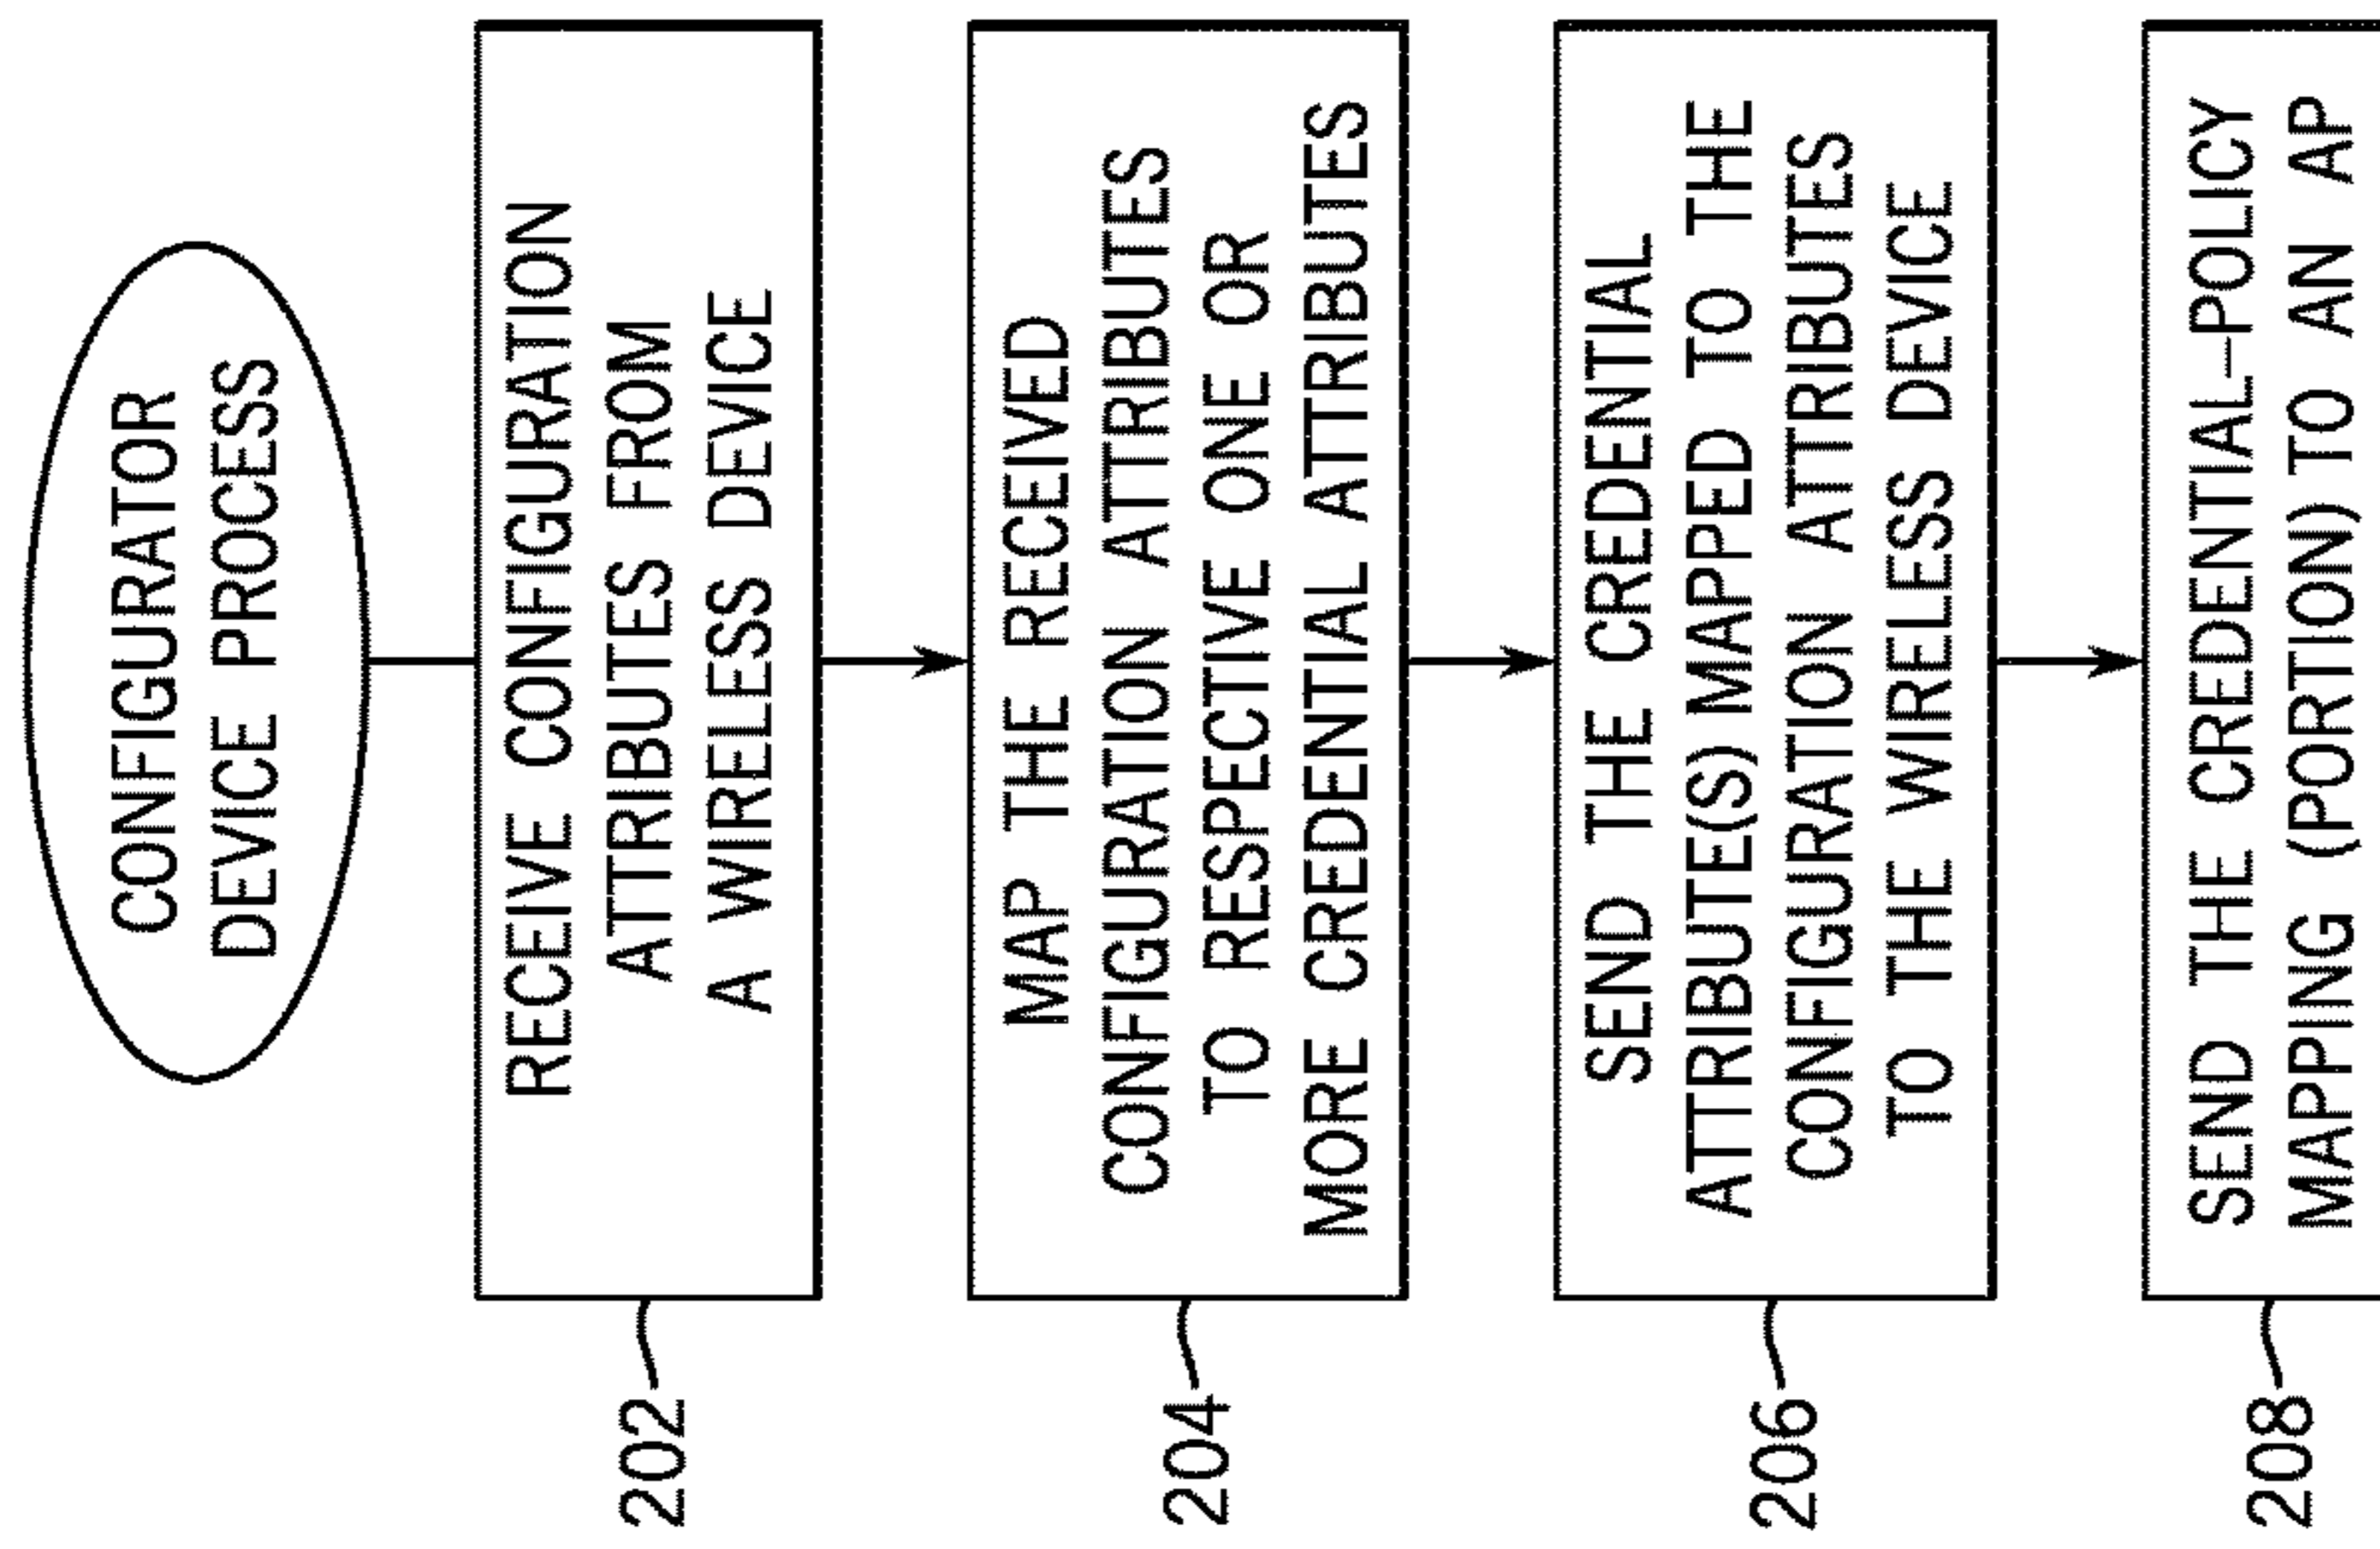 CONFIGURATOR
DEVICE PROCESS
RECEIVE CONFIGURATION
ATTRIBUTES FROM
A WIRELESS DEVICE
202
MAP THE RECEIVED
CONFIGURATION ATTRIBUTES
TO RESPECTIVE ONE OR
MORE CREDENTIAL ATTRIBUTES
204
SEND THE CREDENTIAL
ATTRIBUTE(S) MAPPED TO THE
CONFIGURATION ATTRIBUTES
TO THE WIRELESS DEVICE
206
SEND THE CREDENTIAL-POLICY
MAPPING (PORTION) TO AN AP
208